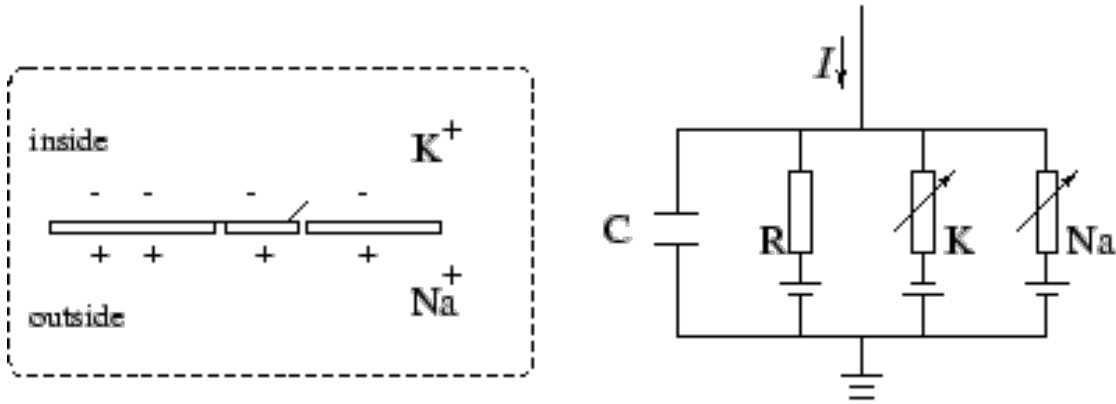 inside
K+
- - - -
+ + + +
Na+
outside
I
C
R
K
Na